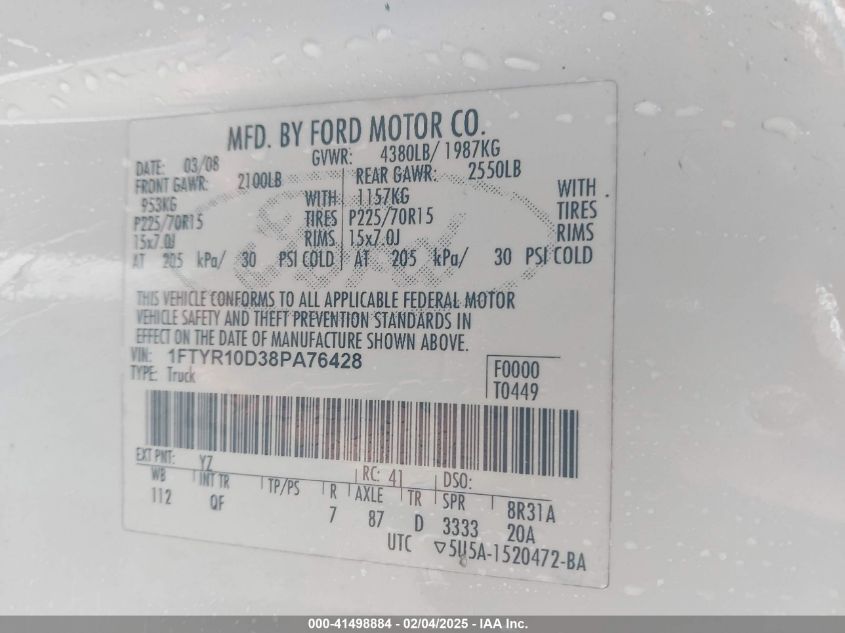 MFD. BY FORD MOTOR CO.
DATE: 03/08 GVWR: 4380LB/ 1987KG
FRONT GAWR: 2100LB REAR GAWR: 2550LB
953KG WITH 1157KG WITH
P225/70R15 TIRES P225/70R15 TIRES
15x7.0J RIMS 15x7.0J RIMS
AT 205 kPa/ 30 PSI COLD AT 205 kPa/ 30 PSI COLD
THIS VEHICLE CONFORMS TO ALL APPLICABLE FEDERAL MOTOR
VEHICLE SAFETY AND THEFT PREVENTION STANDARDS IN
EFFECT ON THE DATE OF MANUFACTURE SHOWN ABOVE.
VIN: 1FTYR10D38PA76428 F0000
TYPE: Truck T0449
EXT PNT: YZ RC: 41 DSO:
WB INT TR TP/PS R AXLE TR SPR 8R31A
112 QF 7 87 D 3333 20A
UTC ▽5U5A-1520472-BA
000-41498884 - 02/04/2025 - IAA Inc.